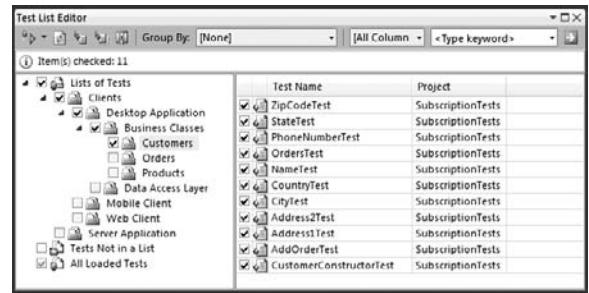 Test List Editor
Group By: [None] [All Column <Type keyword>
Item(s) checked: 11
Lists of Tests
Clients
Desktop Application
Business Classes
Customers
Orders
Products
Data Access Layer
Mobile Client
Web Client
Server Application
Tests Not in a List
All Loaded Tests
Test Name Project
ZipCodeTest SubscriptionTests
StateTest SubscriptionTests
PhoneNumberTest SubscriptionTests
OrdersTest SubscriptionTests
NameTest SubscriptionTests
CountryTest SubscriptionTests
CityTest SubscriptionTests
Address2Test SubscriptionTests
Address1Test SubscriptionTests
AddOrderTest SubscriptionTests
CustomerConstructorTest SubscriptionTests